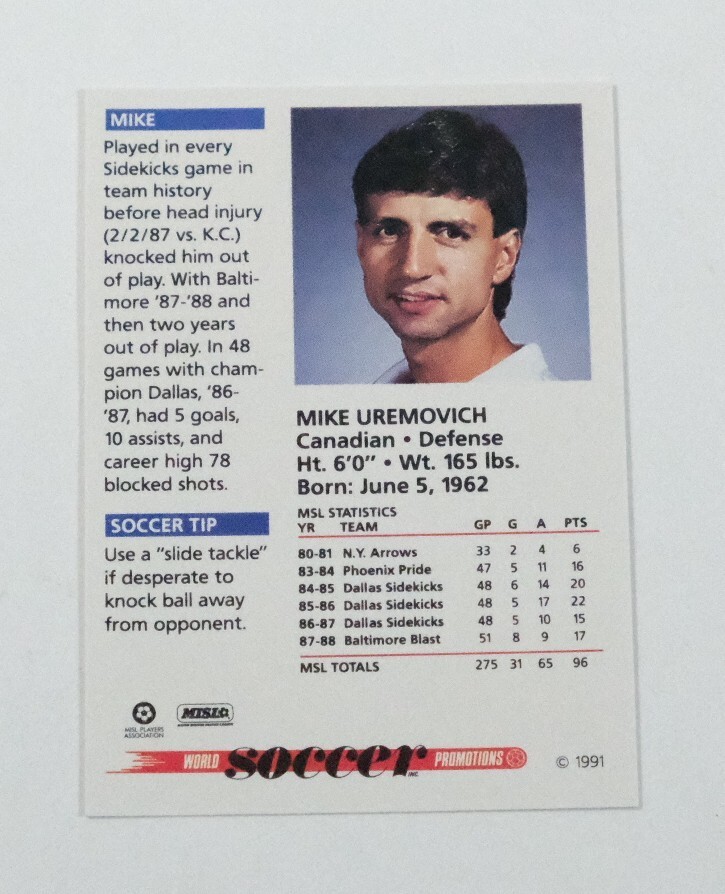 MIKE
Played in every
Sidekicks game in
team history
before head injury
(2/2/87 vs. K.C.)
knocked him out
of play. With Balti-
more '87-'88 and
then two years
out of play. In 48
games with cham-
pion Dallas, '86-
'87, had 5 goals,
10 assists, and
career high 78
blocked shots.
SOCCER TIP
Use a "slide tackle"
if desperate to
knock ball away
from opponent.
MIKE UREMOVICH
Canadian • Defense
Ht. 6'0" • Wt. 165 lbs.
Born: June 5, 1962
MSL STATISTICS
YR TEAM GP G A PTS
80-81 N.Y. Arrows 33 2 4 6
83-84 Phoenix Pride 47 5 11 16
84-85 Dallas Sidekicks 48 6 14 20
85-86 Dallas Sidekicks 48 5 17 22
86-87 Dallas Sidekicks 48 5 10 15
87-88 Baltimore Blast 51 8 9 17
MSL TOTALS 275 31 65 96
MISL PLAYERS
ASSOCIATION
MISL
WORLD soccer PROMOTIONS INC.
© 1991